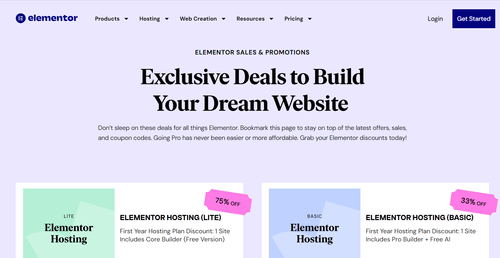 elementor
Products Hosting Web Creation Resources Pricing
Login Get Started
ELEMENTOR SALES & PROMOTIONS
Exclusive Deals to Build
Your Dream Website
Don't sleep on these deals for all things Elementor. Bookmark this page to stay on top of the latest offers, sales,
and coupon codes. Going Pro has never been easier or more affordable. Grab your Elementor discounts today!
LITE
Elementor
Hosting
75% OFF
ELEMENTOR HOSTING (LITE)
First Year Hosting Plan Discount: 1 Site
Includes Core Builder (Free Version)
BASIC
Elementor
Hosting
33% OFF
ELEMENTOR HOSTING (BASIC)
First Year Hosting Plan Discount: 1 Site
Includes Pro Builder + Free AI